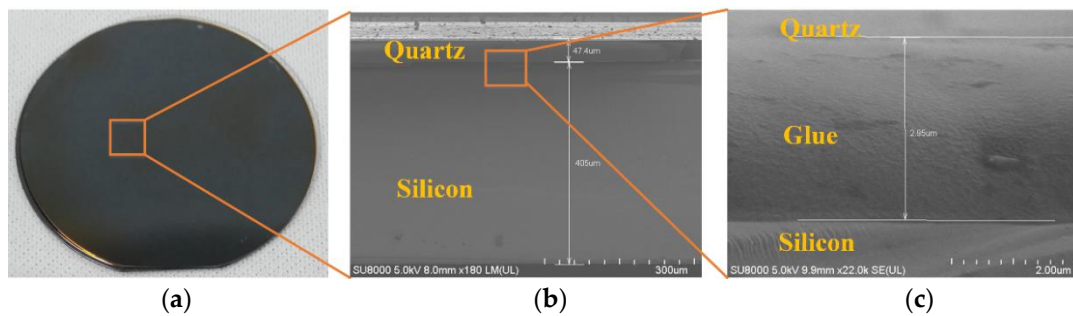 Quartz
47.4um
405um
Silicon
SU8000 5.0kV 8.0mm x180 LM(UL)
300um
Quartz
2.95um
Glue
Silicon
SU8000 5.0kV 9.9mm x22.0k SE(UL)
2.00um
(a)
(b)
(c)